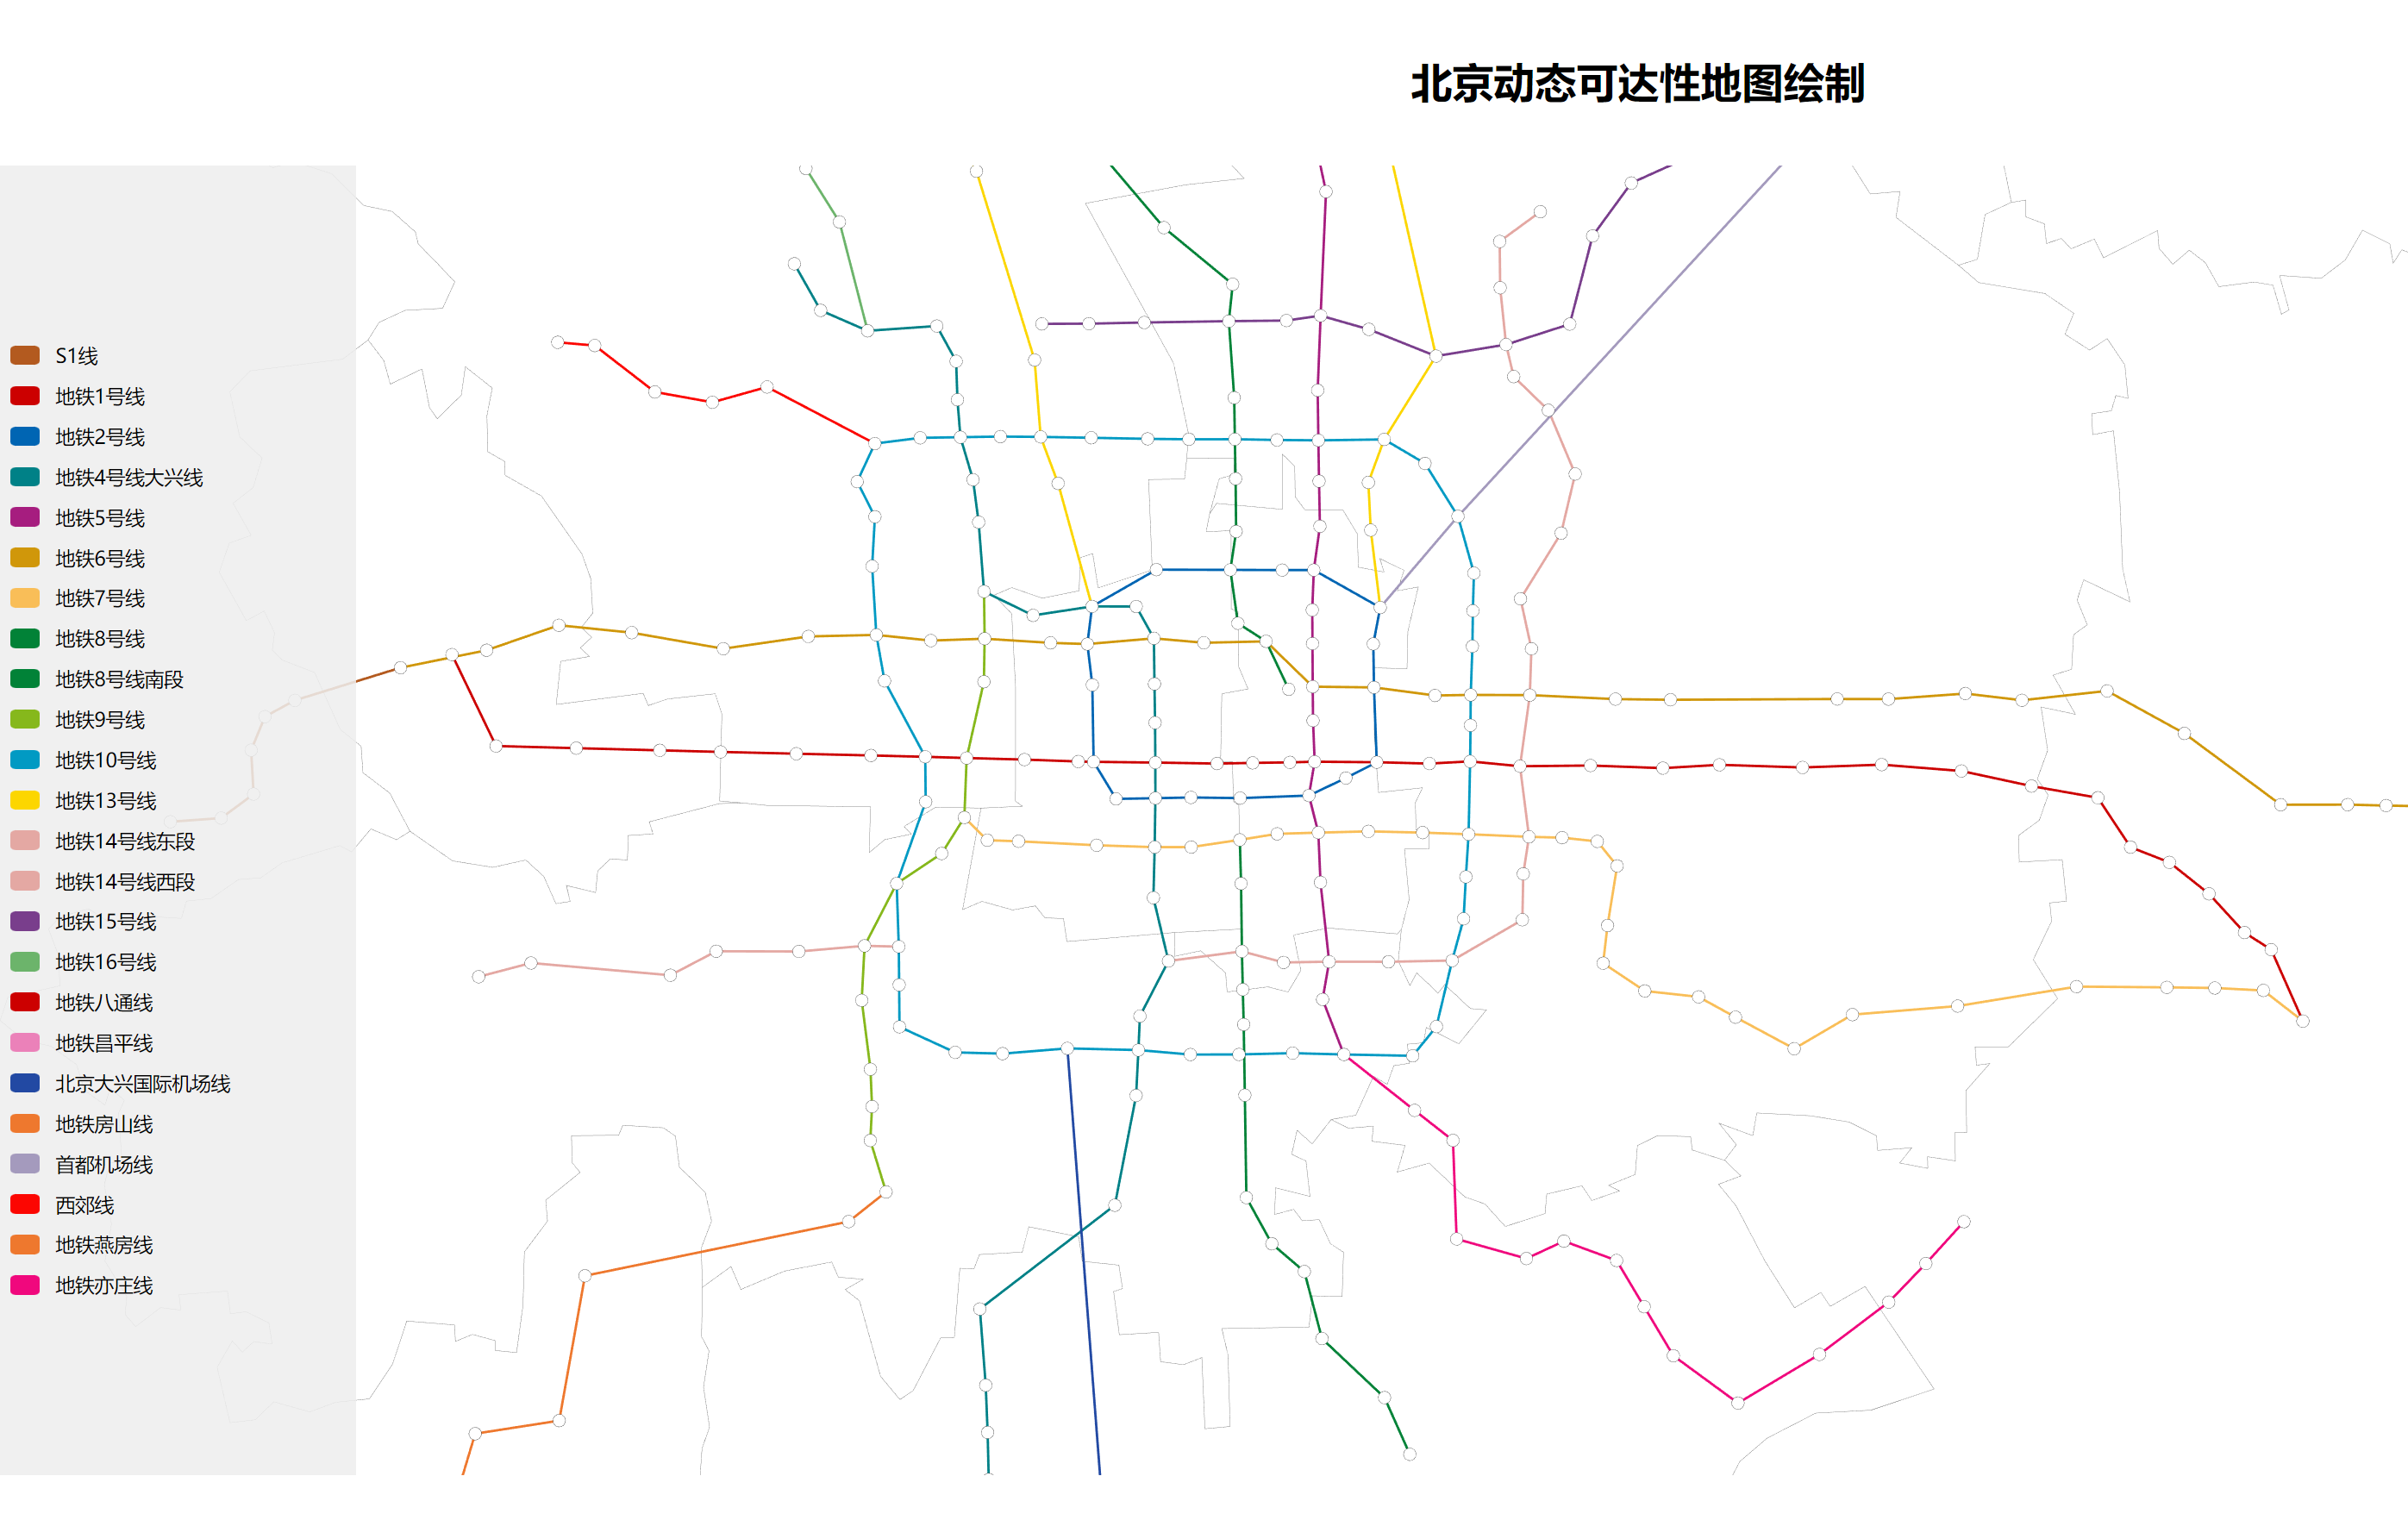 北京动态可达性地图绘制
S1线
地铁1号线
地铁2号线
地铁4号线大兴线
地铁5号线
地铁6号线
地铁7号线
地铁8号线
地铁8号线南段
地铁9号线
地铁10号线
地铁13号线
地铁14号线东段
地铁14号线西段
地铁15号线
地铁16号线
地铁八通线
地铁昌平线
北京大兴国际机场线
地铁房山线
首都机场线
西郊线
地铁燕房线
地铁亦庄线